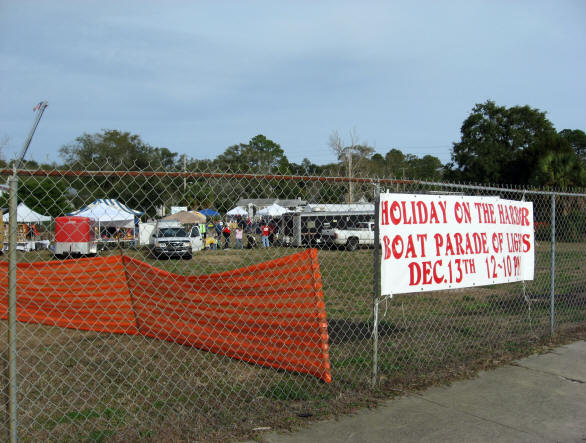 HOLIDAY ON THE HARBOR
BOAT PARADE OF LIGHTS
DEC.13TH 12-10 PM